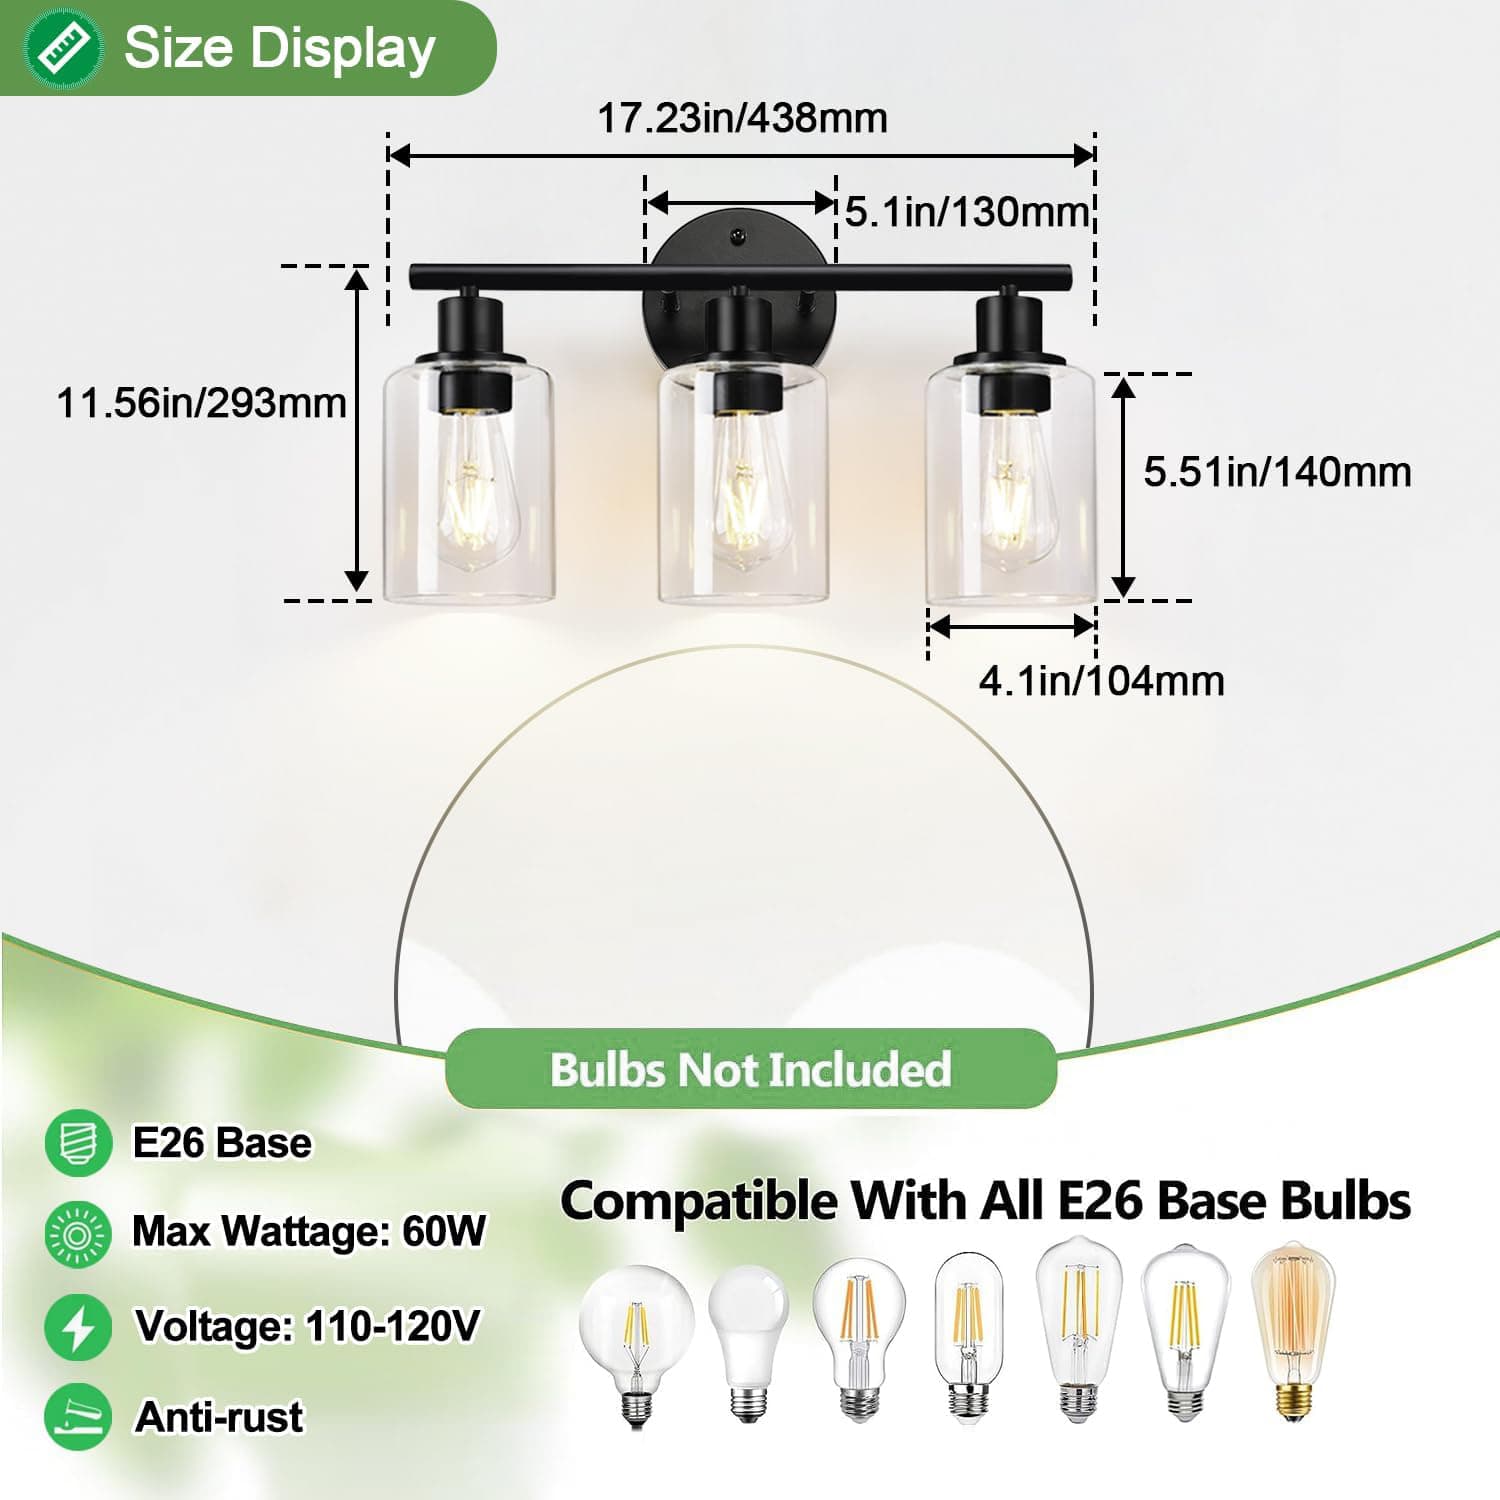 Size Display
17.23in/438mm
5.1in/130mm
11.56in/293mm
5.51in/140mm
4.1in/104mm
Bulbs Not Included
E26 Base
Max Wattage: 60W
Voltage: 110-120V
Anti-rust
Compatible With All E26 Base Bulbs